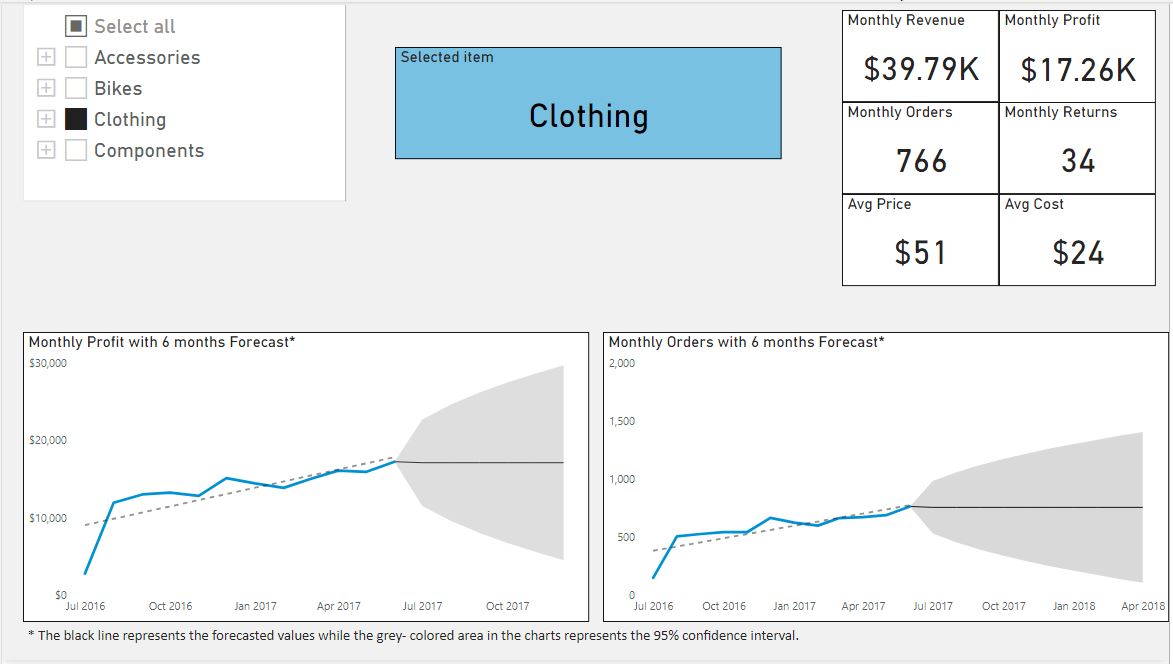 Select all
Accessories
Bikes
Clothing
Components
Selected item
Clothing
Monthly Revenue
$39.79K
Monthly Profit
$17.26K
Monthly Orders
766
Monthly Returns
34
Avg Price
$51
Avg Cost
$24
Monthly Profit with 6 months Forecast*
$30,000
$20,000
$10,000
$0
Jul 2016 Oct 2016 Jan 2017 Apr 2017 Jul 2017 Oct 2017
Monthly Orders with 6 months Forecast*
2,000
1,500
1,000
500
0
Jul 2016 Oct 2016 Jan 2017 Apr 2017 Jul 2017 Oct 2017 Jan 2018 Apr 2018
* The black line represents the forecasted values while the grey- colored area in the charts represents the 95% confidence interval.